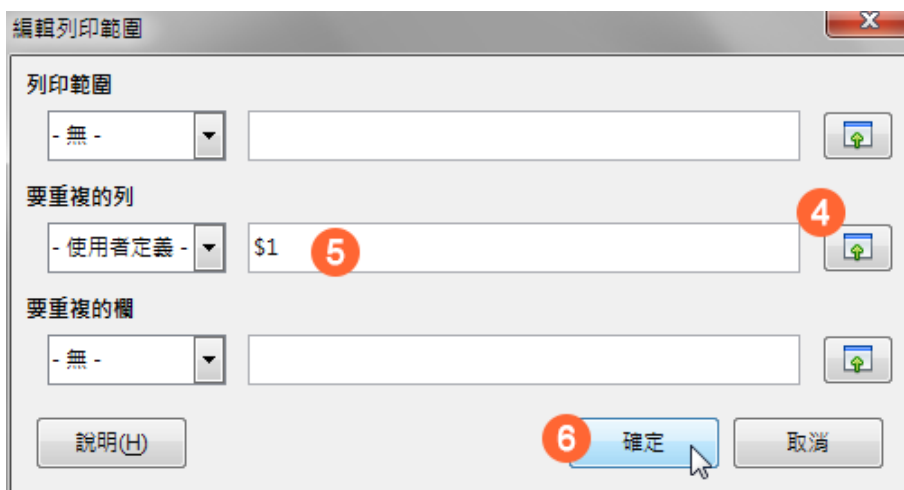 編輯列印範圍
列印範圍
- 無 -
要重複的列
4
- 使用者定義 - $1 5
要重複的欄
- 無 -
說明(H) 6 確定 取消